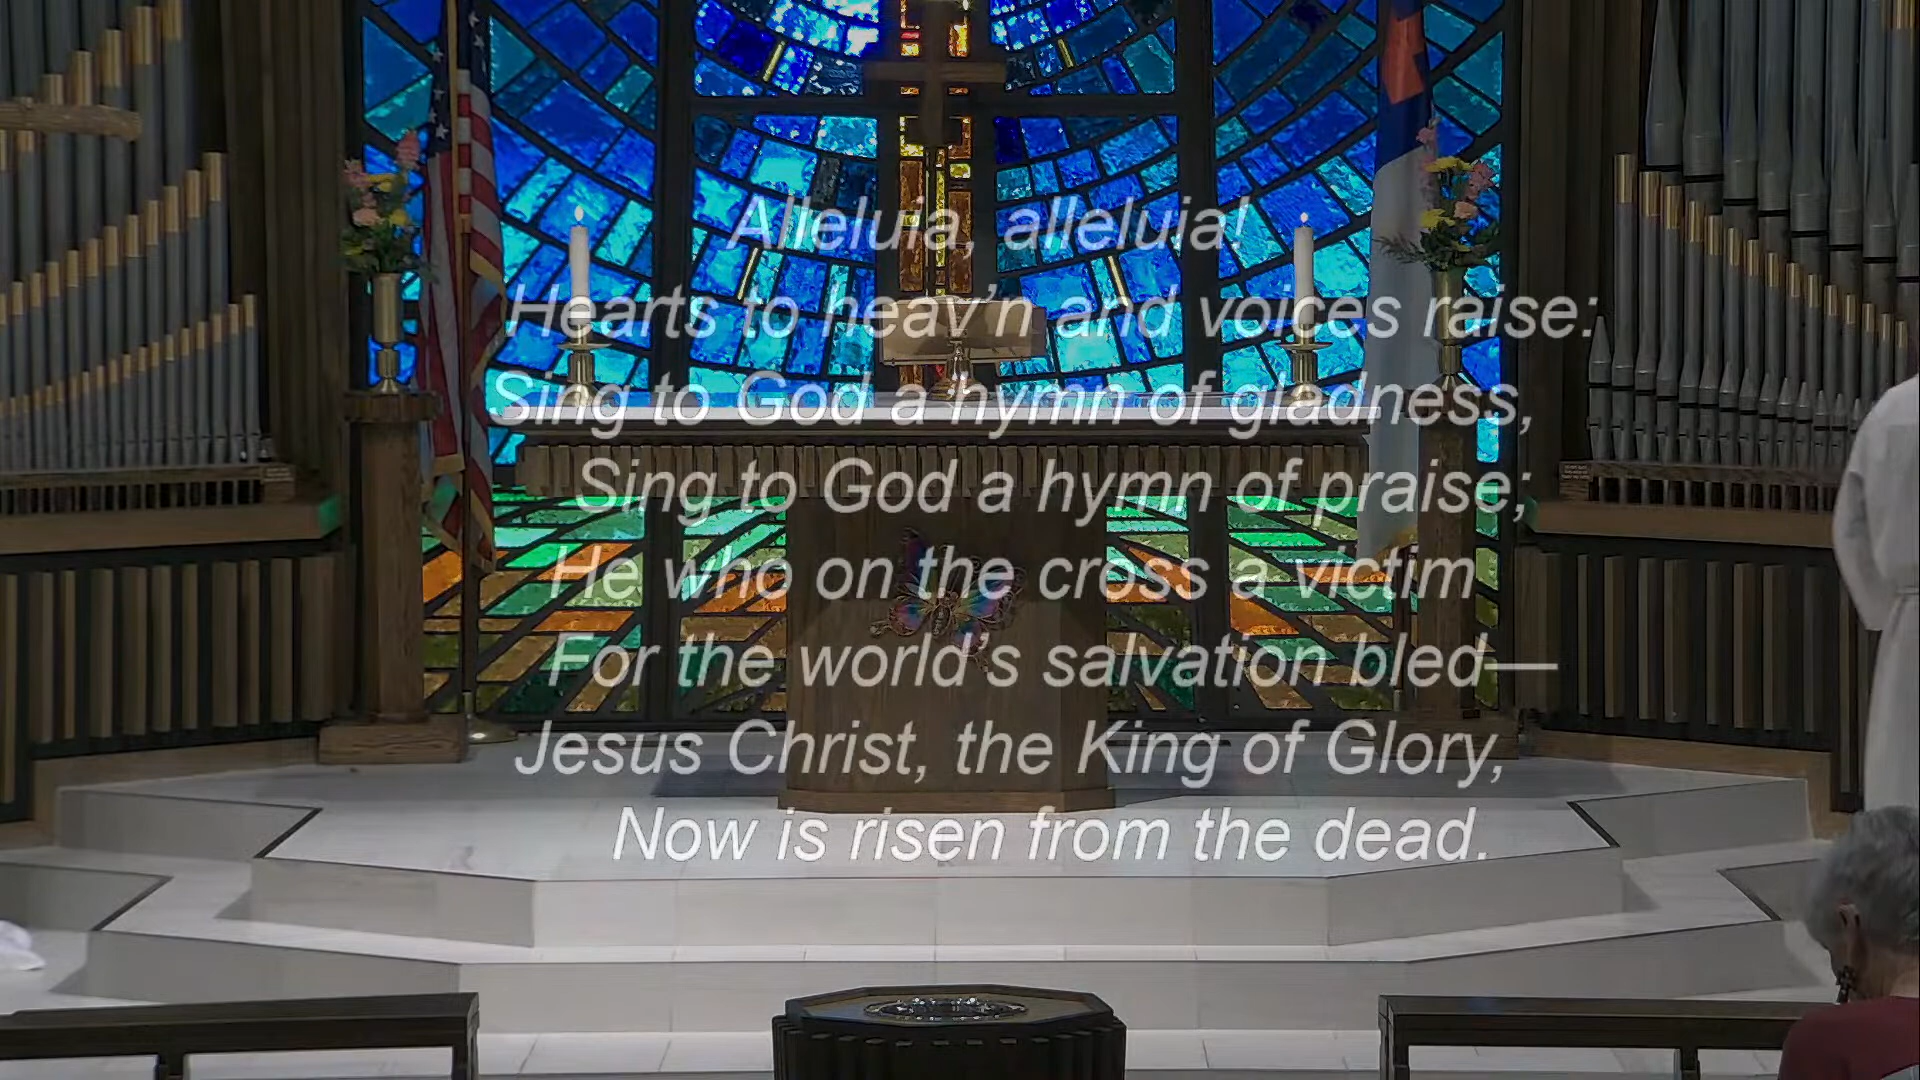 Alleluia, alleluia!
Hearts to heav’n and voices raise:
Sing to God a hymn of gladness,
Sing to God a hymn of praise;
He who on the cross a victim
For the world’s salvation bled—
Jesus Christ, the King of Glory,
Now is risen from the dead.